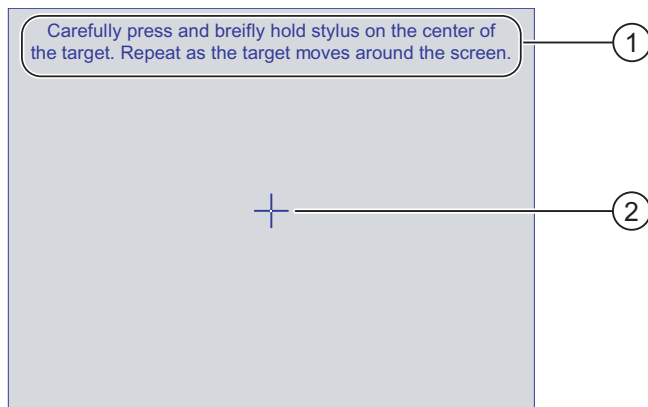 Carefully press and breifly hold stylus on the center of
the target. Repeat as the target moves around the screen.
1
2